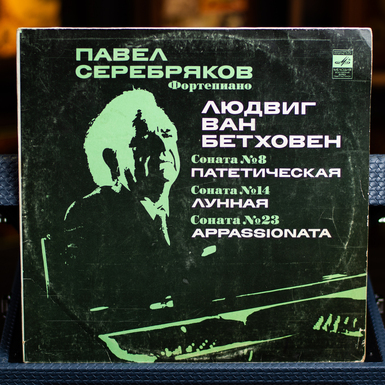 ПАВЕЛ
СЕРЕБРЯКОВ
Фортепиано
ЛЮДВИГ
ВАН
БЕТХОВЕН
Соната №8
ПАТЕТИЧЕСКАЯ
Соната №14
ЛУННАЯ
Соната №23
APPASSIONATA